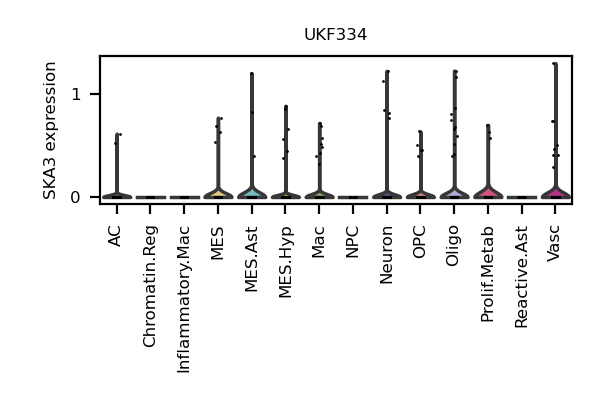 UKF334
SKA3 expression
1
0
AC
Chromatin.Reg
Inflammatory.Mac
MES
MES.Ast
MES.Hyp
Mac
NPC
Neuron
OPC
Oligo
Prolif.Metab
Reactive.Ast
Vasc